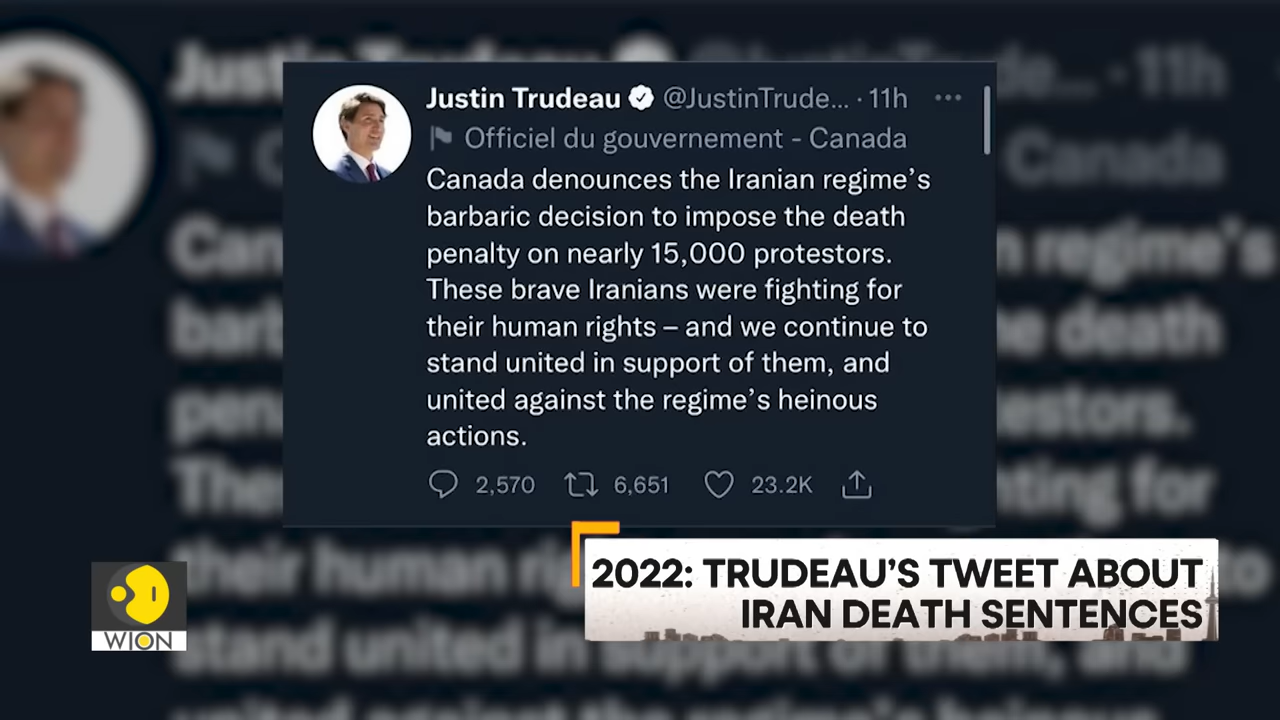 Justin Trudeau @JustinTrude... · 11h
Officiel du gouvernement - Canada
Canada denounces the Iranian regime’s
barbaric decision to impose the death
penalty on nearly 15,000 protestors.
These brave Iranians were fighting for
their human rights – and we continue to
stand united in support of them, and
united against the regime’s heinous
actions.
2,570 6,651 23.2K
2022: TRUDEAU’S TWEET ABOUT
IRAN DEATH SENTENCES
WION